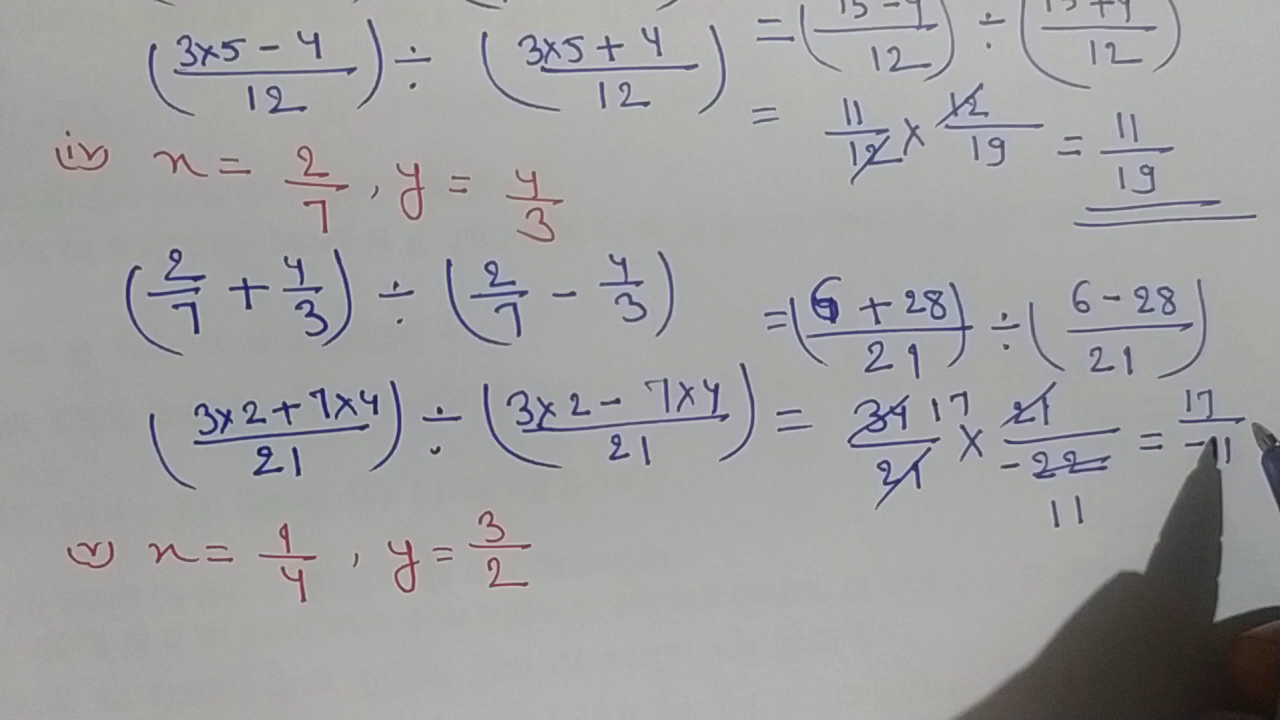 (3×5-4/12) ÷ (3×5+4/12) = (15-4/12) ÷ (15+4/12)
= 11/12 × 12/19 = 11/19
(iv) x = 2/7, y = 4/3
(2/7 + 4/3) ÷ (2/7 - 4/3) = (6+28/21) ÷ (6-28/21)
(3×2+7×4/21) ÷ (3×2-7×4/21) = 34 17/21 × 21/-22 11 = 17/-11
(v) x = 1/4, y = 3/2